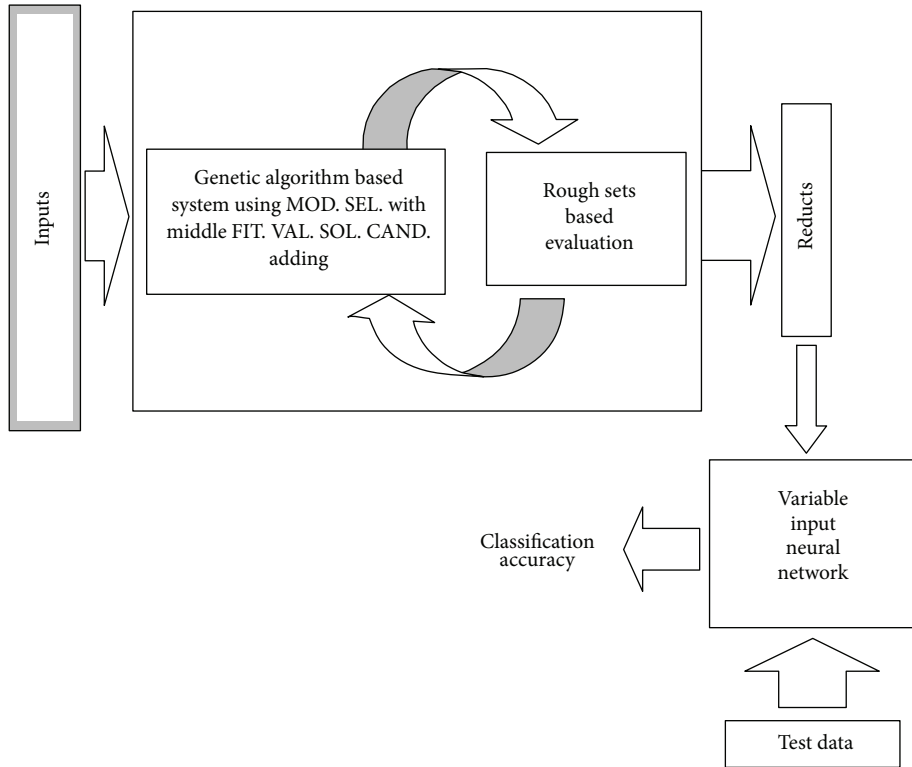 Inputs
Genetic algorithm based
system using MOD. SEL. with
middle FIT. VAL. SOL. CAND.
adding
Rough sets
based
evaluation
Reducts
Variable
input
neural
network
Classification
accuracy
Test data